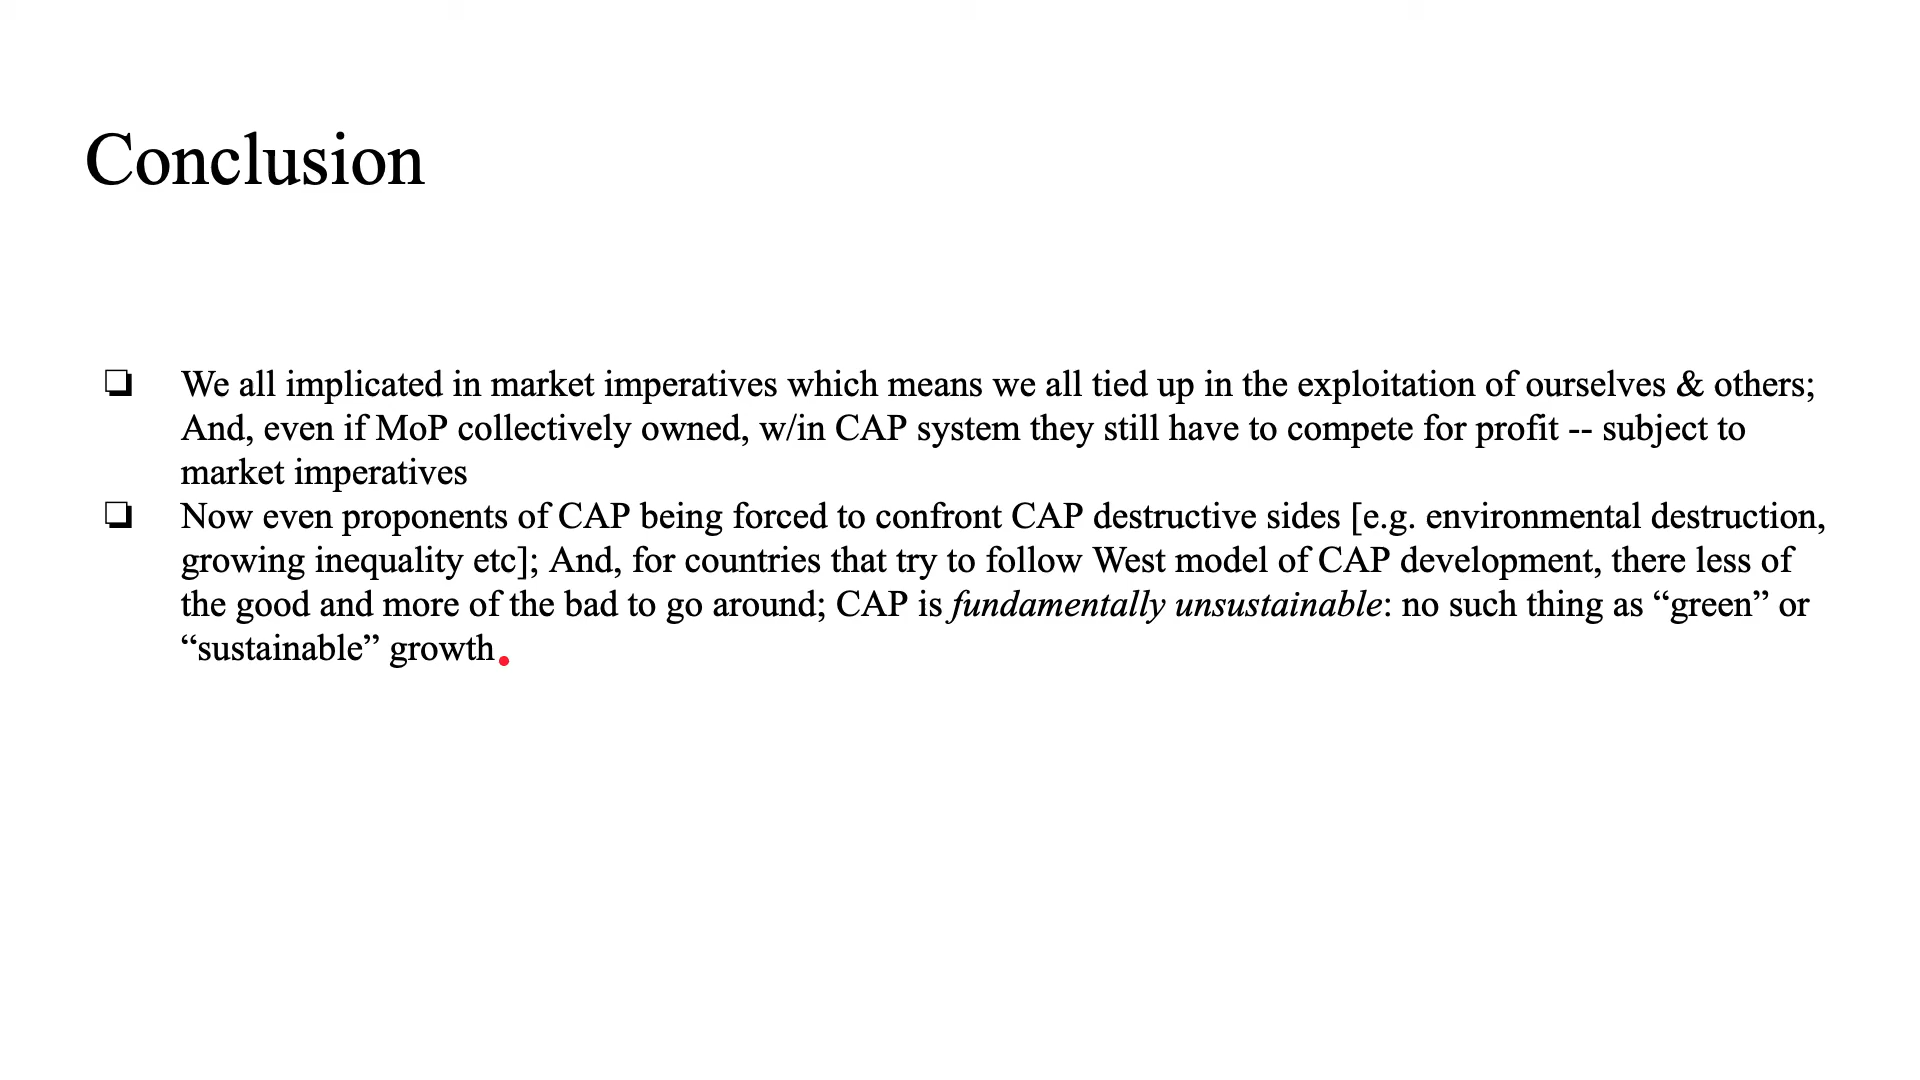 Conclusion
❏ We all implicated in market imperatives which means we all tied up in the exploitation of ourselves & others;
And, even if MoP collectively owned, w/in CAP system they still have to compete for profit -- subject to
market imperatives
❏ Now even proponents of CAP being forced to confront CAP destructive sides [e.g. environmental destruction,
growing inequality etc]; And, for countries that try to follow West model of CAP development, there less of
the good and more of the bad to go around; CAP is fundamentally unsustainable: no such thing as “green” or
“sustainable” growth